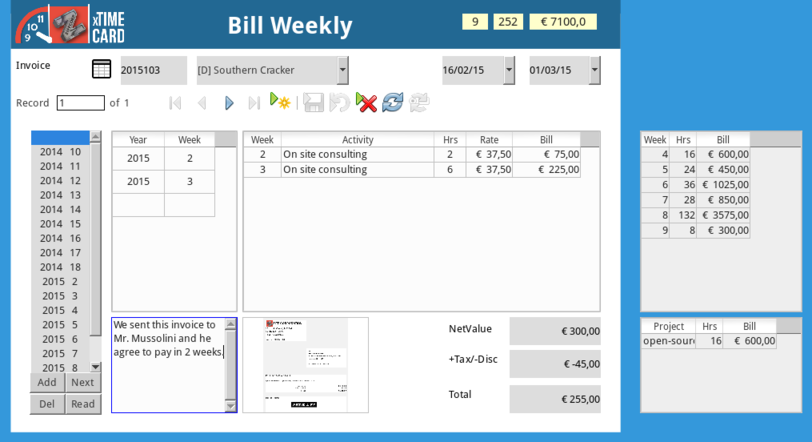 11
10
9
xTIME
CARD
Bill Weekly
9 252 € 7100,0
Invoice 2015103 [D] Southern Cracker 16/02/15 01/03/15
Record 1 of 1
2014 10
2014 11
2014 12
2014 13
2014 14
2014 15
2014 16
2014 17
2014 18
2015 2
2015 3
2015 4
2015 5
2015 6
2015 7
2015 8
Add Next
Del Read
Year Week
2015 2
2015 3
Week Activity Hrs Rate Bill
2 On site consulting 2 € 37,50 € 75,00
3 On site consulting 6 € 37,50 € 225,00
Week Hrs Bill
4 16 € 600,00
5 24 € 450,00
6 36 € 1025,00
7 28 € 850,00
8 132 € 3575,00
9 8 € 300,00
We sent this invoice to
Mr. Mussolini and he
agree to pay in 2 weeks.
NetValue € 300,00
+Tax/-Disc € -45,00
Total € 255,00
Project Hrs Bill
open-sour 16 € 600,00